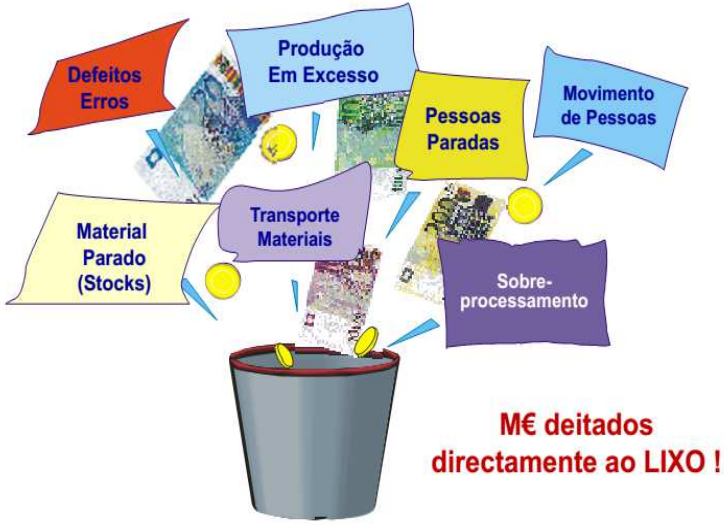 Defeitos
Erros
Produção
Em Excesso
Pessoas
Paradas
Movimento
de Pessoas
Material
Parado
(Stocks)
Transporte
Materiais
Sobre-
processamento
M€ deitados
directamente ao LIXO !